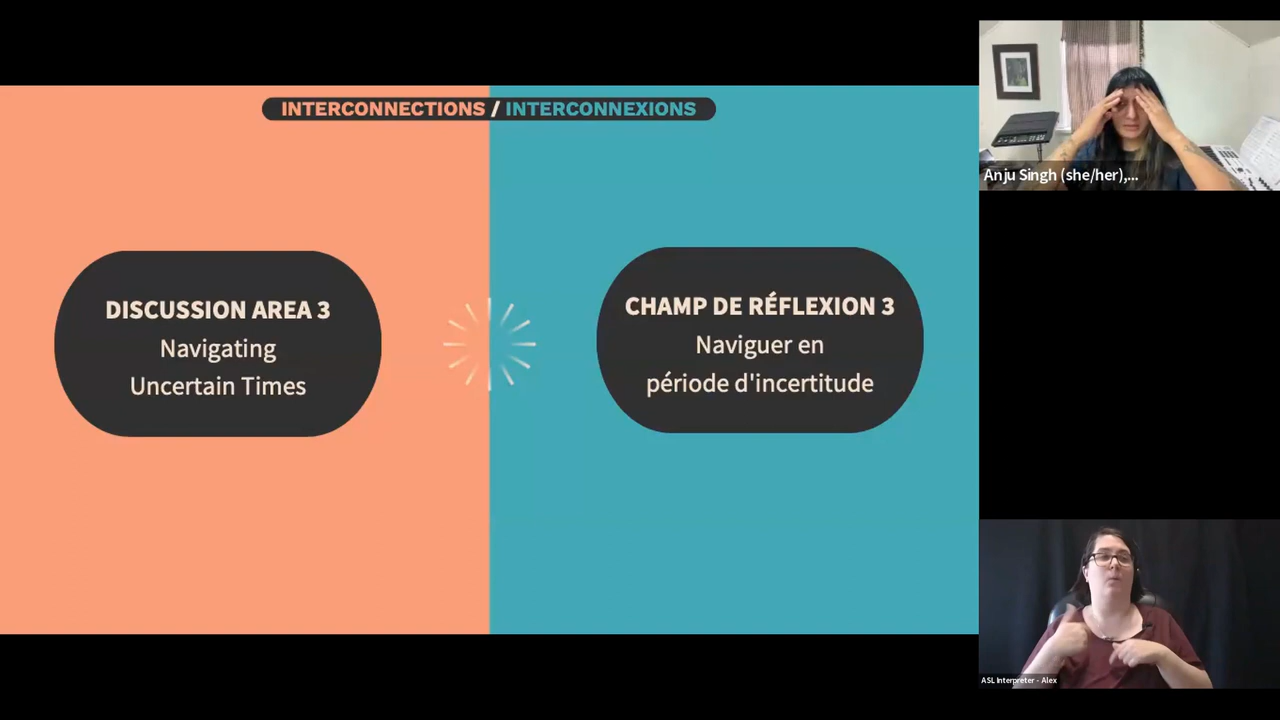 INTERCONNECTIONS / INTERCONNEXIONS
DISCUSSION AREA 3
Navigating
Uncertain Times
CHAMP DE RÉFLEXION 3
Naviguer en
période d'incertitude
Anju Singh (she/her),...
ASL Interpreter - Alex